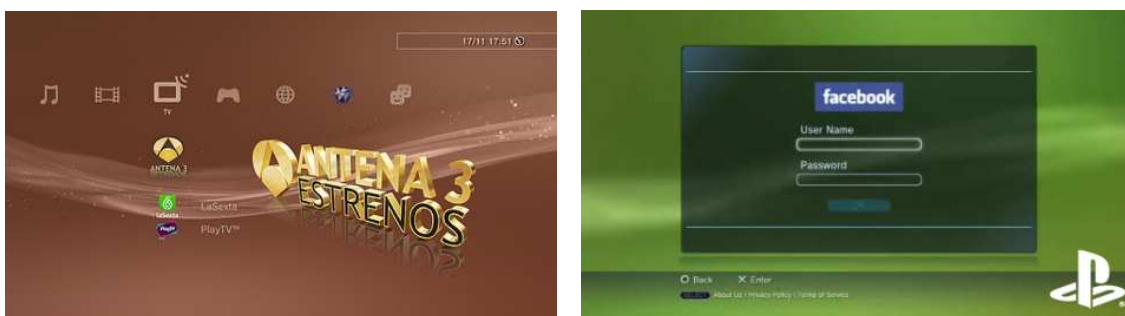 17/11 17:51
TV
ANTENA 3
LaSexta
LaSexta
PlayTV
PlayTV™
ANTENA 3
ESTRENOS
facebook
User Name
Password
Back
Enter
SELECT About Us | Privacy Policy | Terms of Service